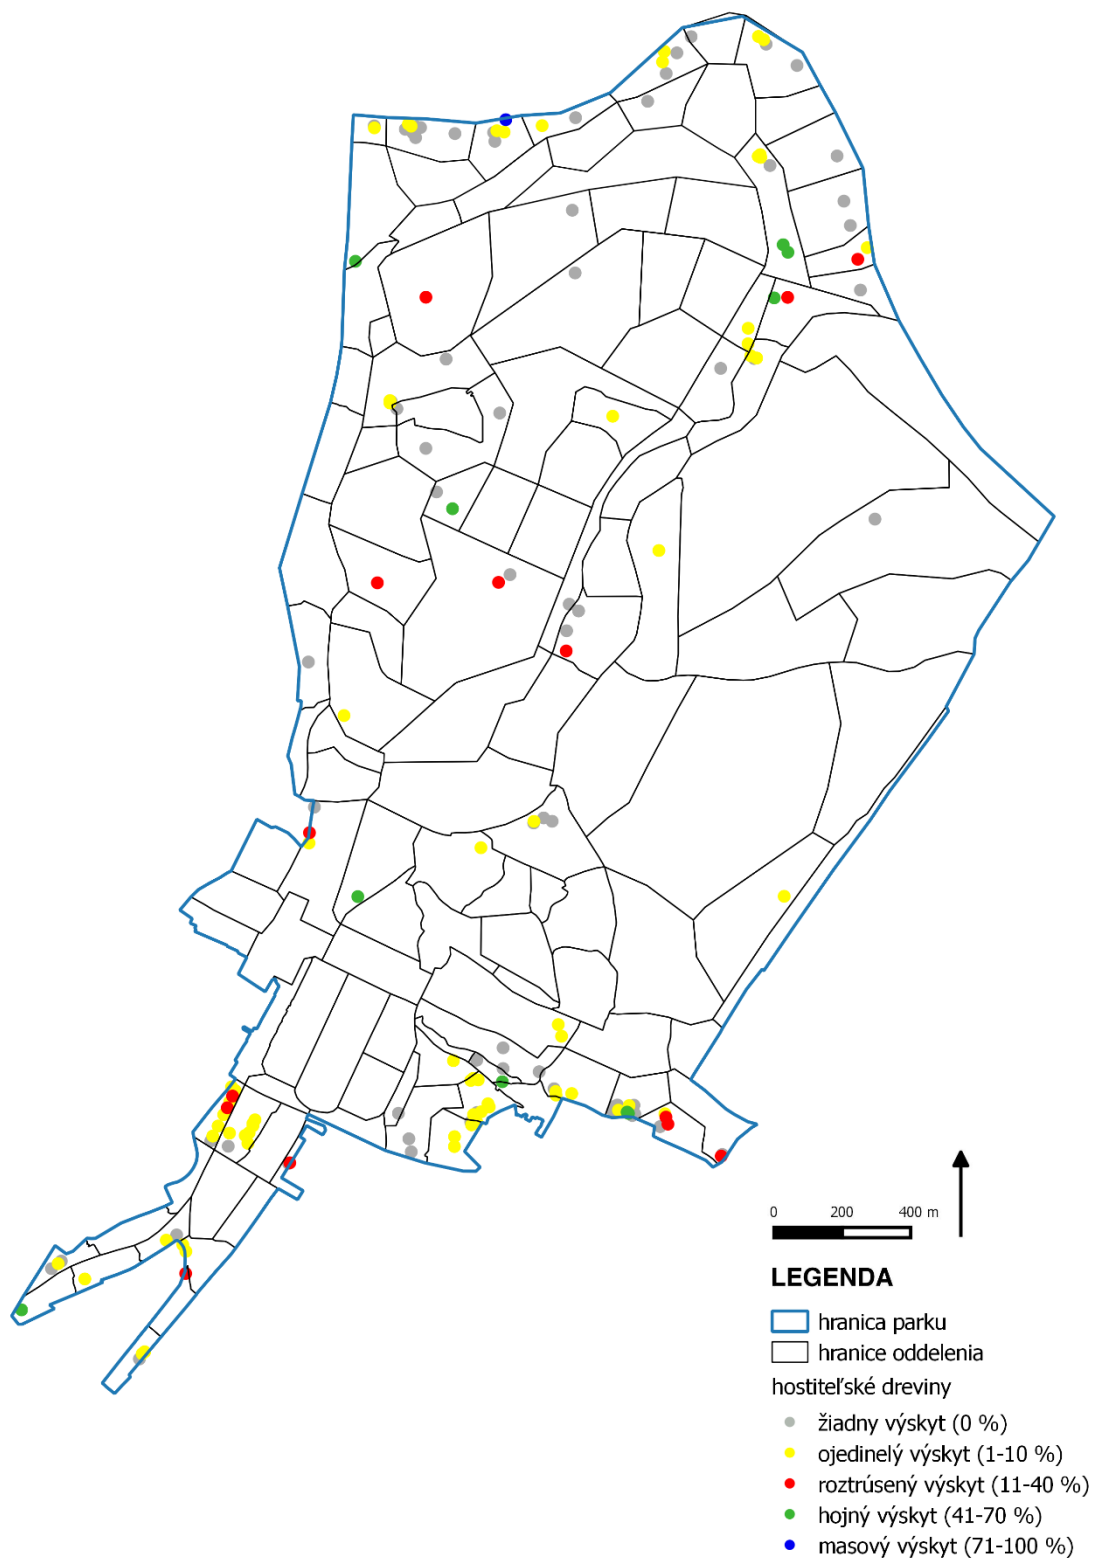 0 200 400 m
LEGENDA
hranica parku
hranice oddelenia
hostiteľské dreviny
žiadny výskyt (0 %)
ojedinelý výskyt (1-10 %)
roztrúsený výskyt (11-40 %)
hojný výskyt (41-70 %)
masový výskyt (71-100 %)